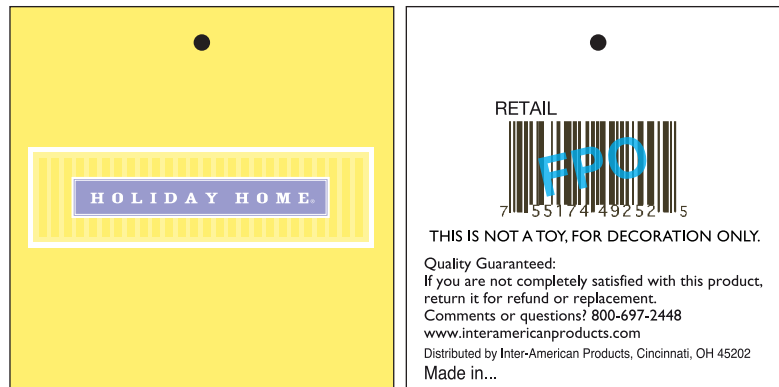 HOLIDAY HOME®
RETAIL
FPO
7 55174 49252 5
THIS IS NOT A TOY, FOR DECORATION ONLY.
Quality Guaranteed:
If you are not completely satisfied with this product,
return it for refund or replacement.
Comments or questions? 800-697-2448
www.interamericanproducts.com
Distributed by Inter-American Products, Cincinnati, OH 45202
Made in...